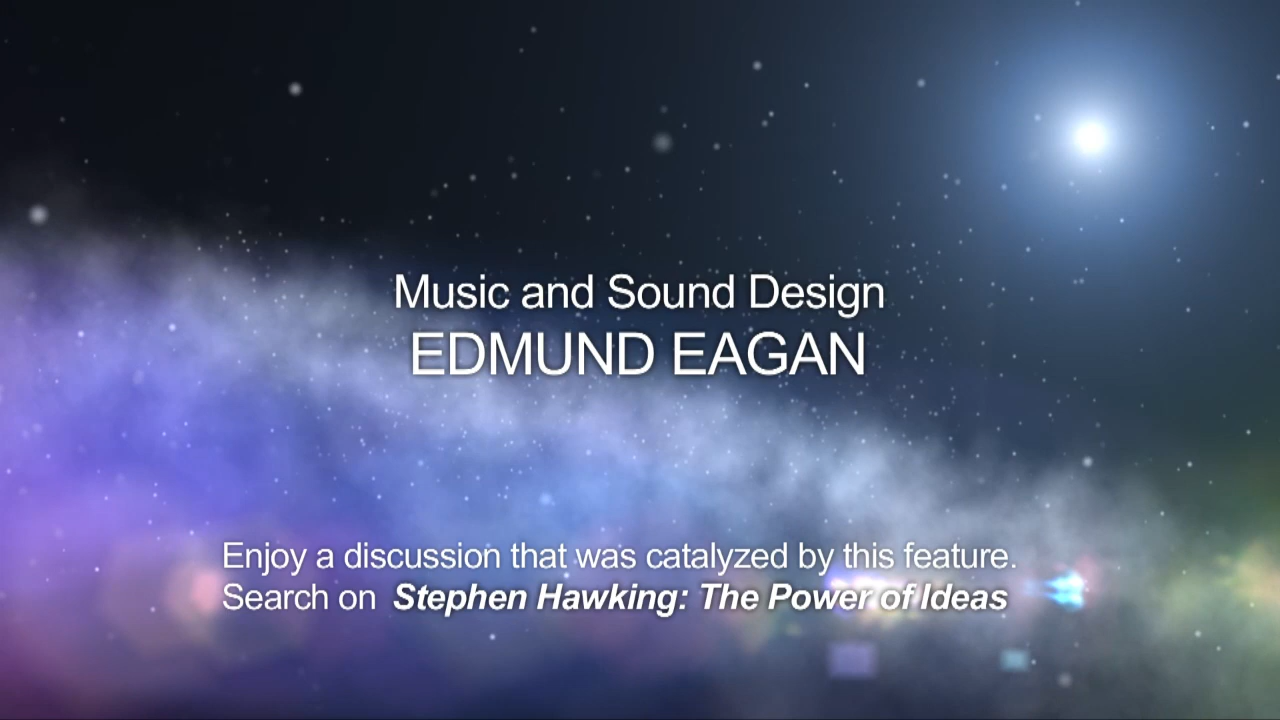 Music and Sound Design
EDMUND EAGAN
Enjoy a discussion that was catalyzed by this feature.
Search on Stephen Hawking: The Power of Ideas